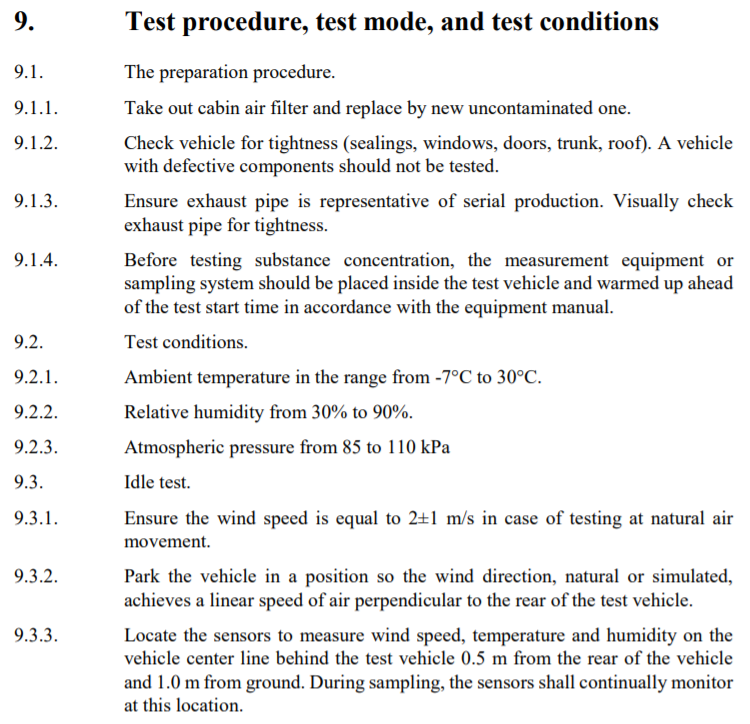 9. Test procedure, test mode, and test conditions
9.1. The preparation procedure.
9.1.1. Take out cabin air filter and replace by new uncontaminated one.
9.1.2. Check vehicle for tightness (sealings, windows, doors, trunk, roof). A vehicle
with defective components should not be tested.
9.1.3. Ensure exhaust pipe is representative of serial production. Visually check
exhaust pipe for tightness.
9.1.4. Before testing substance concentration, the measurement equipment or
sampling system should be placed inside the test vehicle and warmed up ahead
of the test start time in accordance with the equipment manual.
9.2. Test conditions.
9.2.1. Ambient temperature in the range from -7°C to 30°C.
9.2.2. Relative humidity from 30% to 90%.
9.2.3. Atmospheric pressure from 85 to 110 kPa
9.3. Idle test.
9.3.1. Ensure the wind speed is equal to 2±1 m/s in case of testing at natural air
movement.
9.3.2. Park the vehicle in a position so the wind direction, natural or simulated,
achieves a linear speed of air perpendicular to the rear of the test vehicle.
9.3.3. Locate the sensors to measure wind speed, temperature and humidity on the
vehicle center line behind the test vehicle 0.5 m from the rear of the vehicle
and 1.0 m from ground. During sampling, the sensors shall continually monitor
at this location.